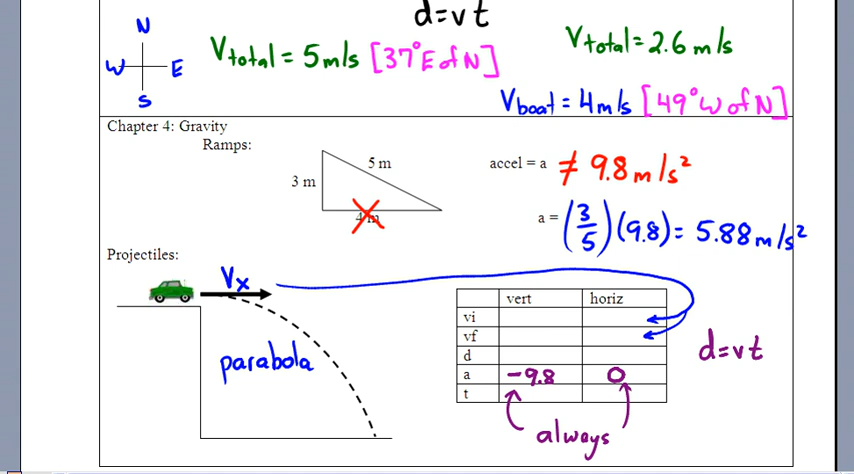 d=vt
N
W E
S
Vtotal = 5m/s [37°E of N]
Vtotal = 2.6 m/s
Vboat = 4m/s [49°W of N]
Chapter 4: Gravity
Ramps:
5 m
3 m
4 m
accel = a ≠ 9.8 m/s²
a = (3/5)(9.8) = 5.88 m/s²
Projectiles:
Vx
parabola
vert horiz
vi
vf
d
a -9.8 0
t
d=vt
always